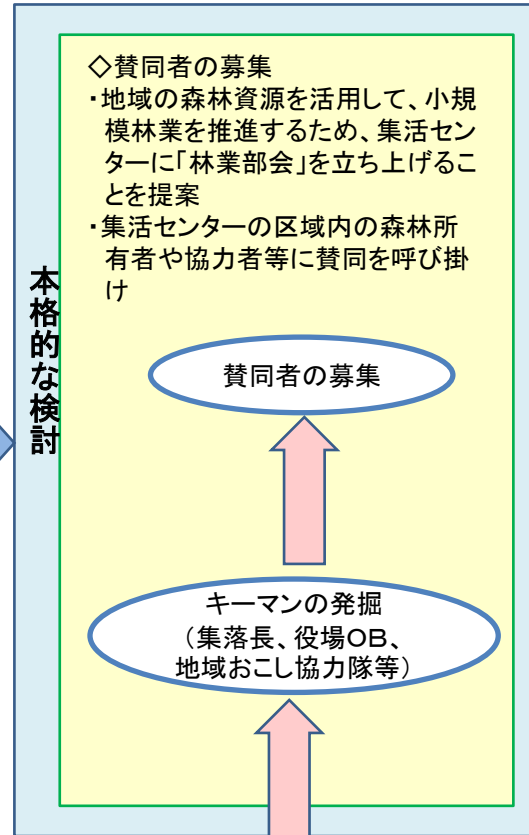 本格的な検討
◇賛同者の募集
・地域の森林資源を活用して、小規
模林業を推進するため、集活セン
ターに「林業部会」を立ち上げるこ
とを提案
・集活センターの区域内の森林所
有者や協力者等に賛同を呼び掛
け
賛同者の募集
キーマンの発掘
（集落長、役場ＯＢ、
地域おこし協力隊等）